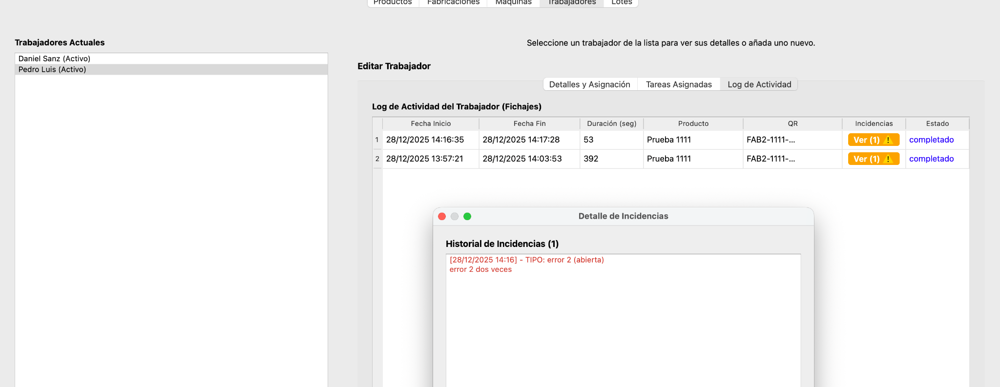 Productos Fabricaciones Máquinas Trabajadores Lotes
Trabajadores Actuales
Daniel Sanz (Activo)
Pedro Luis (Activo)
Seleccione un trabajador de la lista para ver sus detalles o añada uno nuevo.
Editar Trabajador
Detalles y Asignación Tareas Asignadas Log de Actividad
Log de Actividad del Trabajador (Fichajes)
Fecha Inicio Fecha Fin Duración (seg) Producto QR Incidencias Estado
1 28/12/2025 14:16:35 28/12/2025 14:17:28 53 Prueba 1111 FAB2-1111-... Ver (1) ⚠️ completado
2 28/12/2025 13:57:21 28/12/2025 14:03:53 392 Prueba 1111 FAB2-1111-... Ver (1) ⚠️ completado
Detalle de Incidencias
Historial de Incidencias (1)
[28/12/2025 14:16] - TIPO: error 2 (abierta)
error 2 dos veces